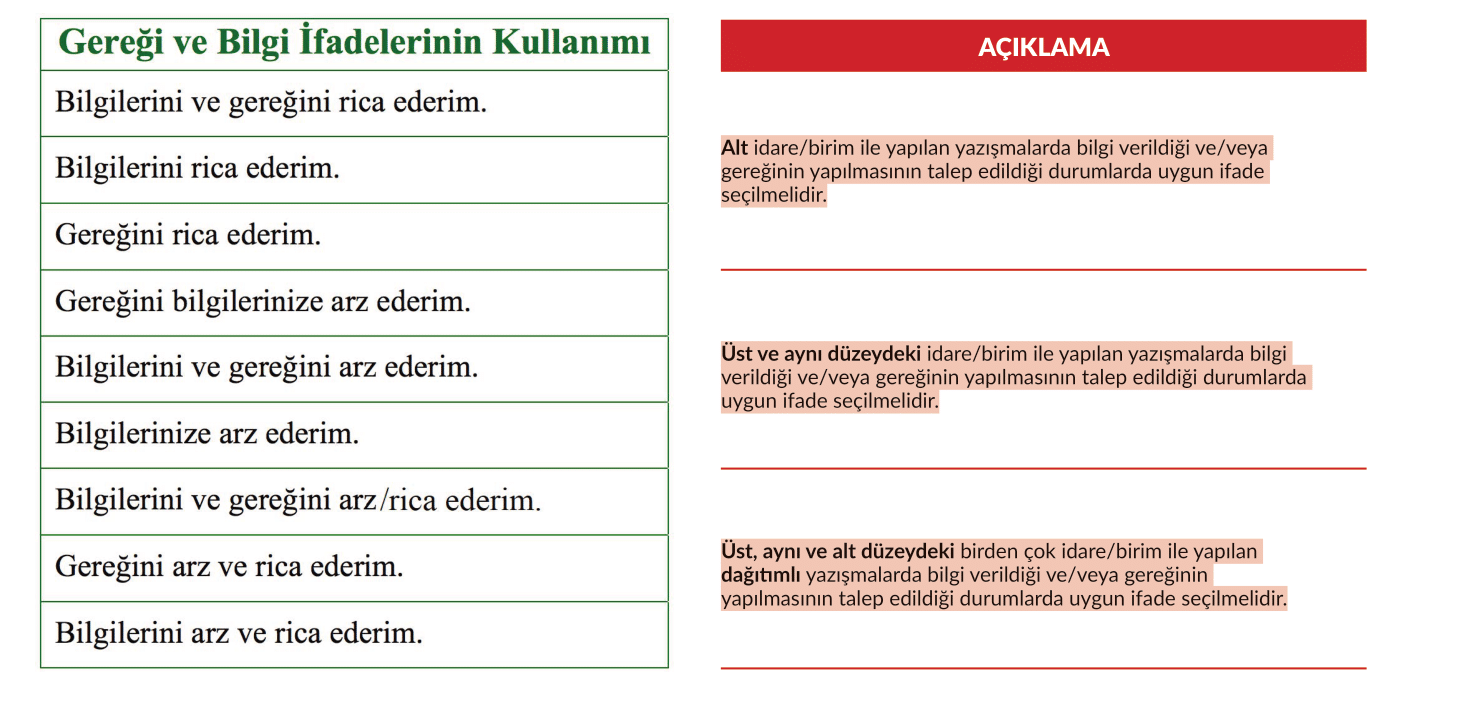 Gereği ve Bilgi İfadelerinin Kullanımı
Bilgilerini ve gereğini rica ederim.
Bilgilerini rica ederim.
Gereğini rica ederim.
Gereğini bilgilerinize arz ederim.
Bilgilerini ve gereğini arz ederim.
Bilgilerinize arz ederim.
Bilgilerini ve gereğini arz/rica ederim.
Gereğini arz ve rica ederim.
Bilgilerini arz ve rica ederim.
AÇIKLAMA
Alt idare/birim ile yapılan yazışmalarda bilgi verildiği ve/veya
gereğinin yapılmasının talep edildiği durumlarda uygun ifade
seçilmelidir.
Üst ve aynı düzeydeki idare/birim ile yapılan yazışmalarda bilgi
verildiği ve/veya gereğinin yapılmasının talep edildiği durumlarda
uygun ifade seçilmelidir.
Üst, aynı ve alt düzeydeki birden çok idare/birim ile yapılan
dağıtımlı yazışmalarda bilgi verildiği ve/veya gereğinin
yapılmasının talep edildiği durumlarda uygun ifade seçilmelidir.